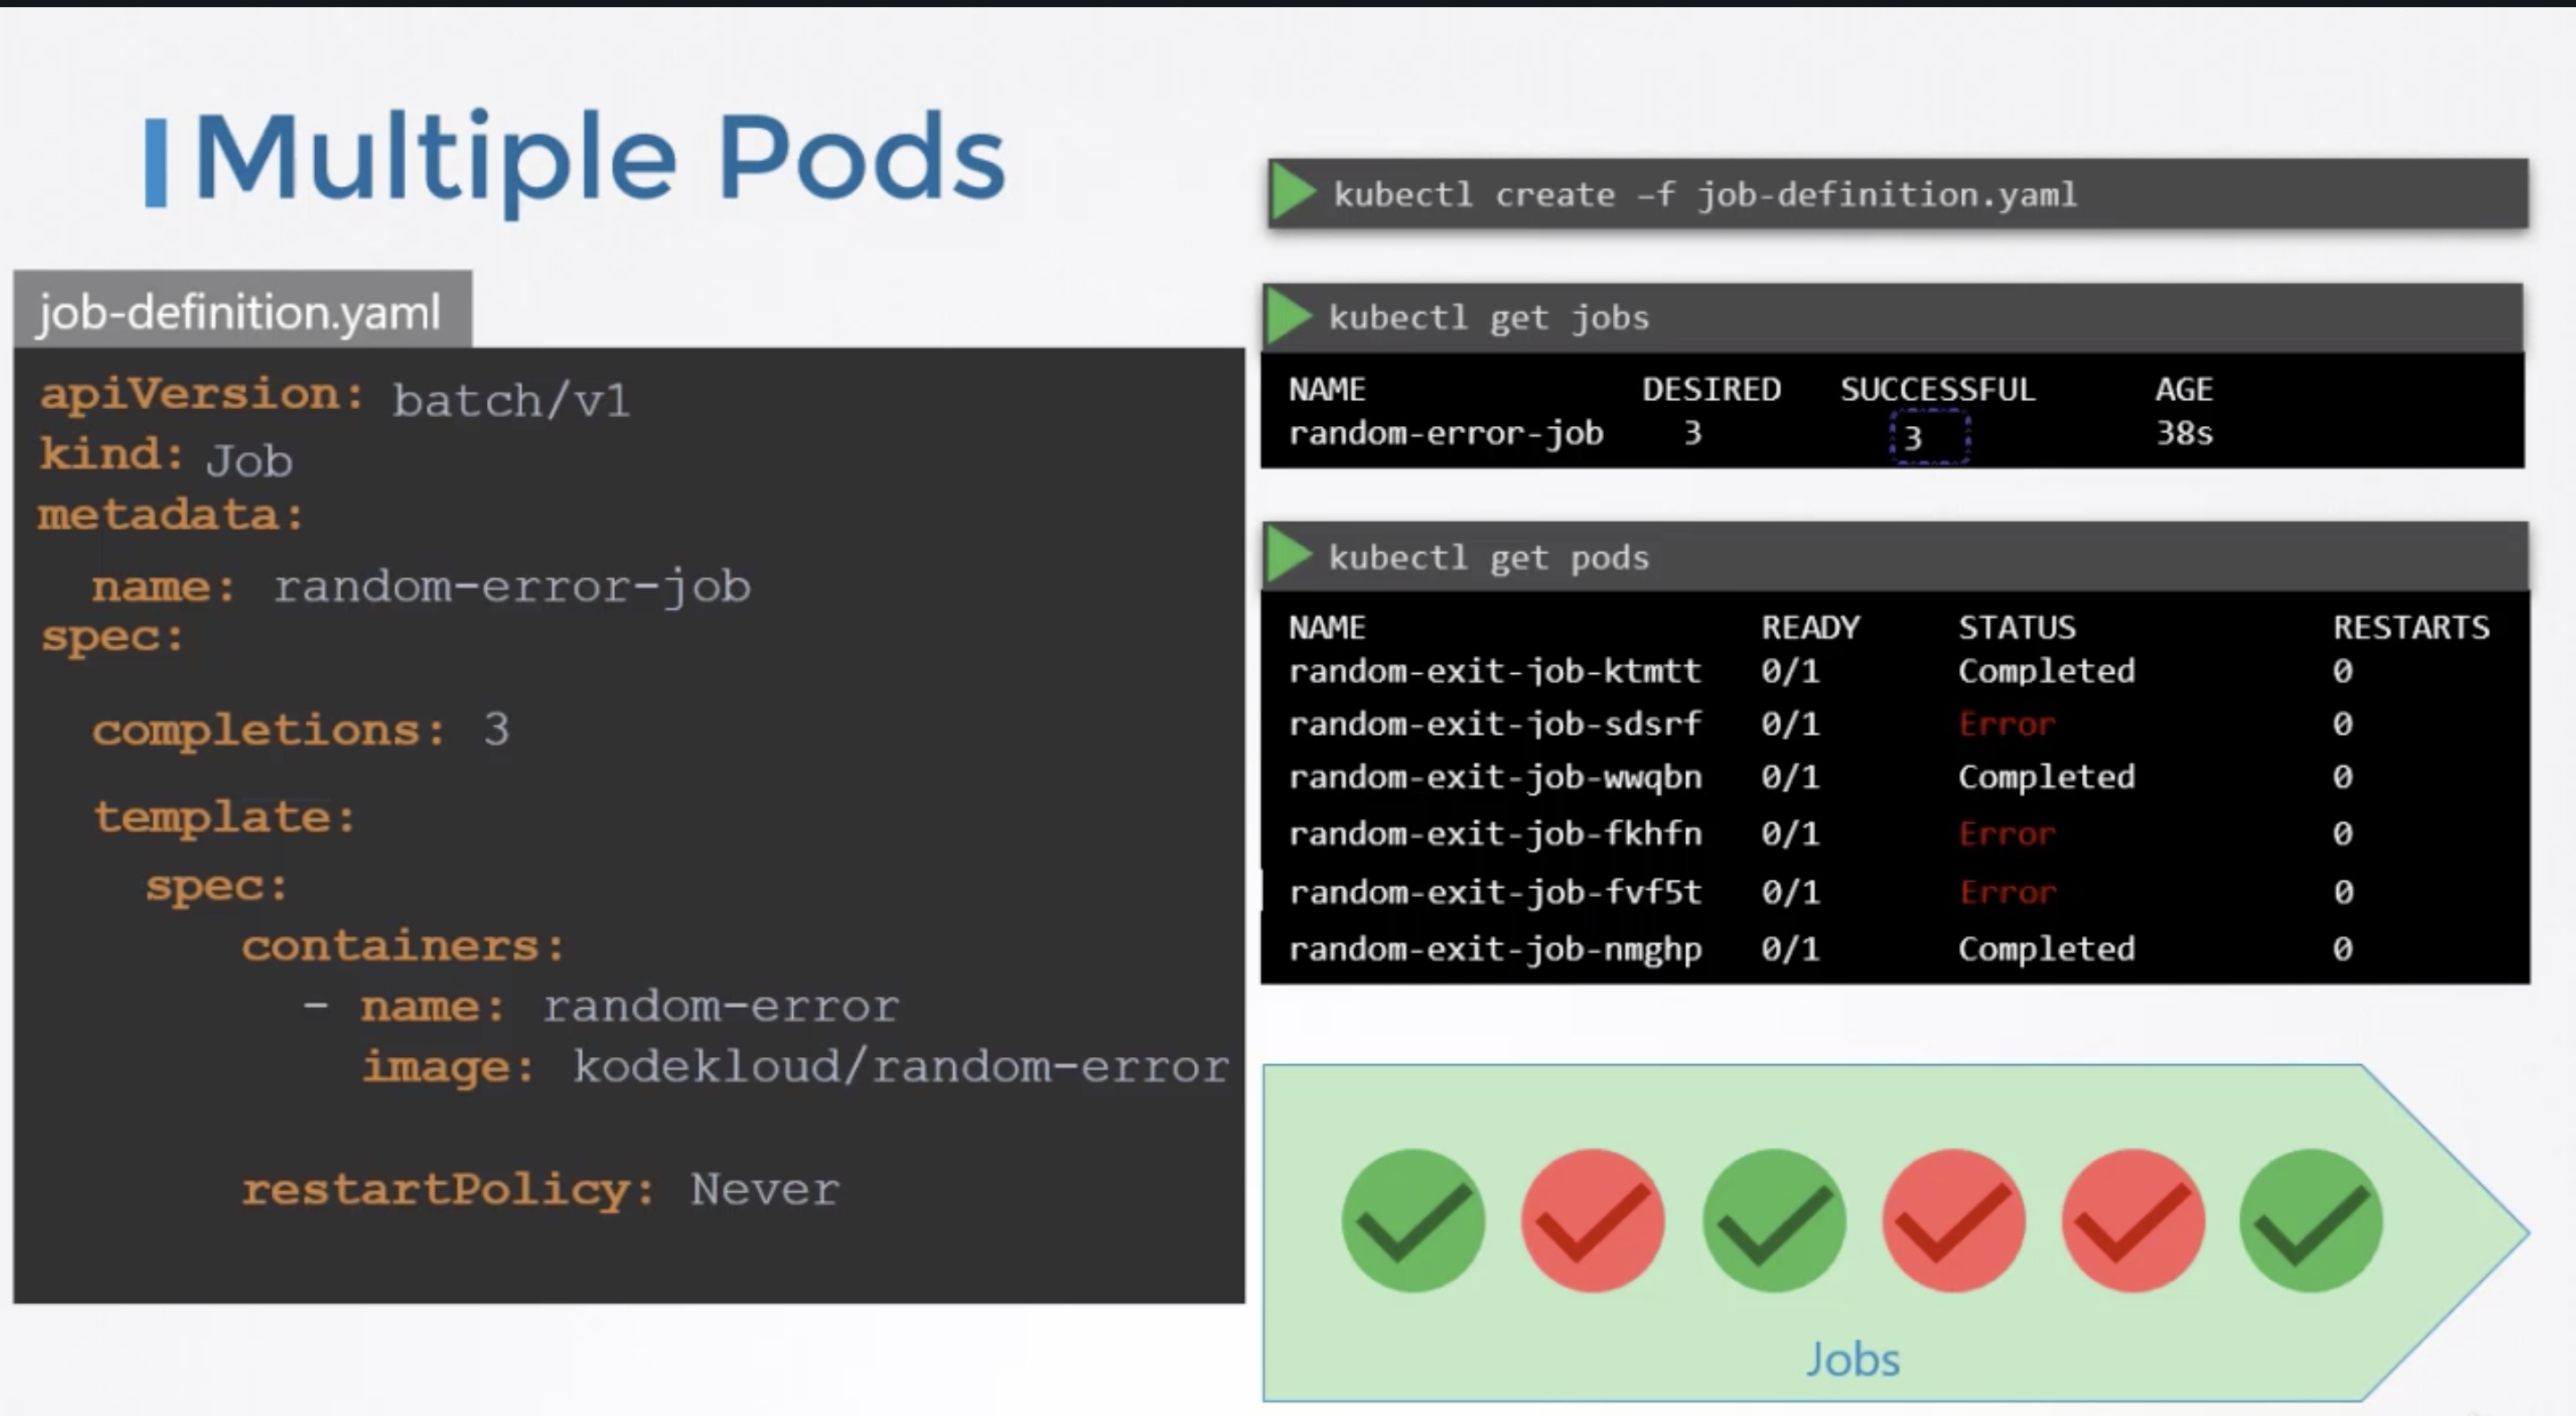 Multiple Pods
job-definition.yaml
apiVersion: batch/v1
kind: Job
metadata:
name: random-error-job
spec:
completions: 3
template:
spec:
containers:
- name: random-error
image: kodekloud/random-error
restartPolicy: Never
kubectl create –f job-definition.yaml
kubectl get jobs
NAME DESIRED SUCCESSFUL AGE
random-error-job 3 3 38s
kubectl get pods
NAME READY STATUS RESTARTS
random-exit-job-ktmtt 0/1 Completed 0
random-exit-job-sdsrf 0/1 Error 0
random-exit-job-wwqbn 0/1 Completed 0
random-exit-job-fkhfn 0/1 Error 0
random-exit-job-fvf5t 0/1 Error 0
random-exit-job-nmghp 0/1 Completed 0
Jobs